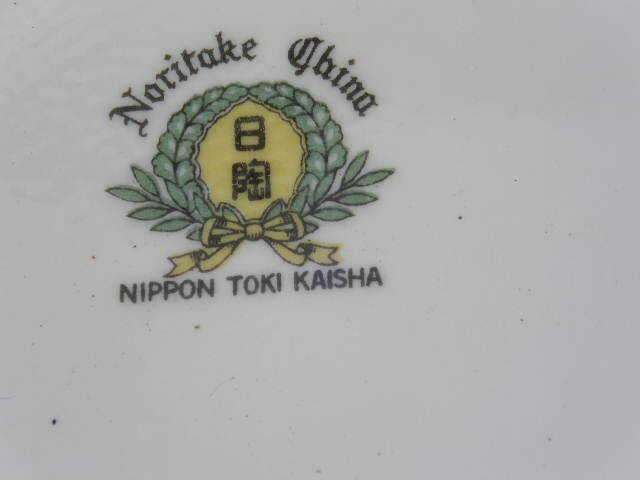 Noritake China
日
陶
NIPPON TOKI KAISHA